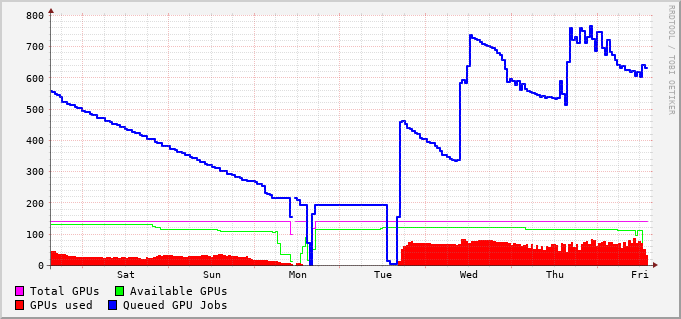 800
700
600
500
400
300
200
100
0
Sat Sun Mon Tue Wed Thu Fri
Total GPUs Available GPUs
GPUs used Queued GPU Jobs
RRDTOOL / TOBI OETIKER